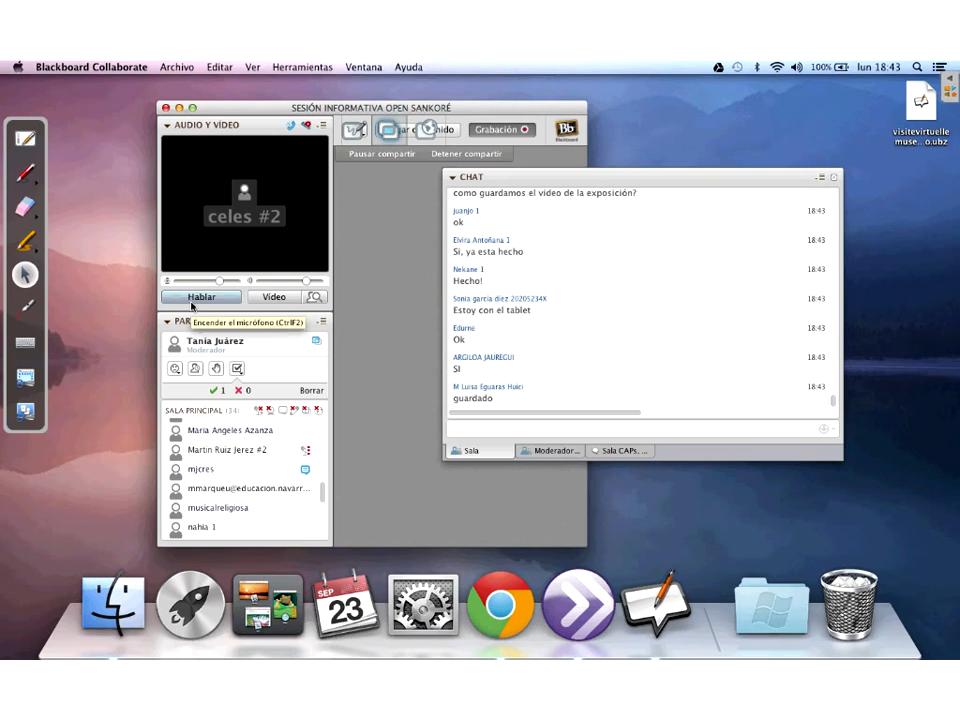 Blackboard Collaborate Archivo Editar Ver Herramientas Ventana Ayuda 100% lun 18:43
visitevirtuelle
muse...o.ubz
SESIÓN INFORMATIVA OPEN SANKORÉ
AUDIO Y VÍDEO
Grabación
Bb
Blackboard
Pausar compartir Detener compartir
celes #2
Hablar Vídeo
Encender el micrófono (CtrlF2)
PAR
Tania Juárez
Moderador
1 0 Borrar
SALA PRINCIPAL (34)
Maria Angeles Azanza
Martin Ruiz Jerez #2
mjcres
mmarqueu@educacion.navarr...
musicalreligiosa
nahia 1
CHAT
como guardamos el video de la exposición?
juanjo 1 18:43
ok
Elvira Antoñana 1 18:43
Si, ya esta hecho
Nekane 1 18:43
Hecho!
Sonia garcia diez 20205234X 18:43
Estoy con el tablet
Edurne 18:43
Ok
ARGILOA JAUREGUI 18:43
SI
M Luisa Eguaras Huici 18:43
guardado
Sala Moderador... Sala CAPs. ...
SEP
23